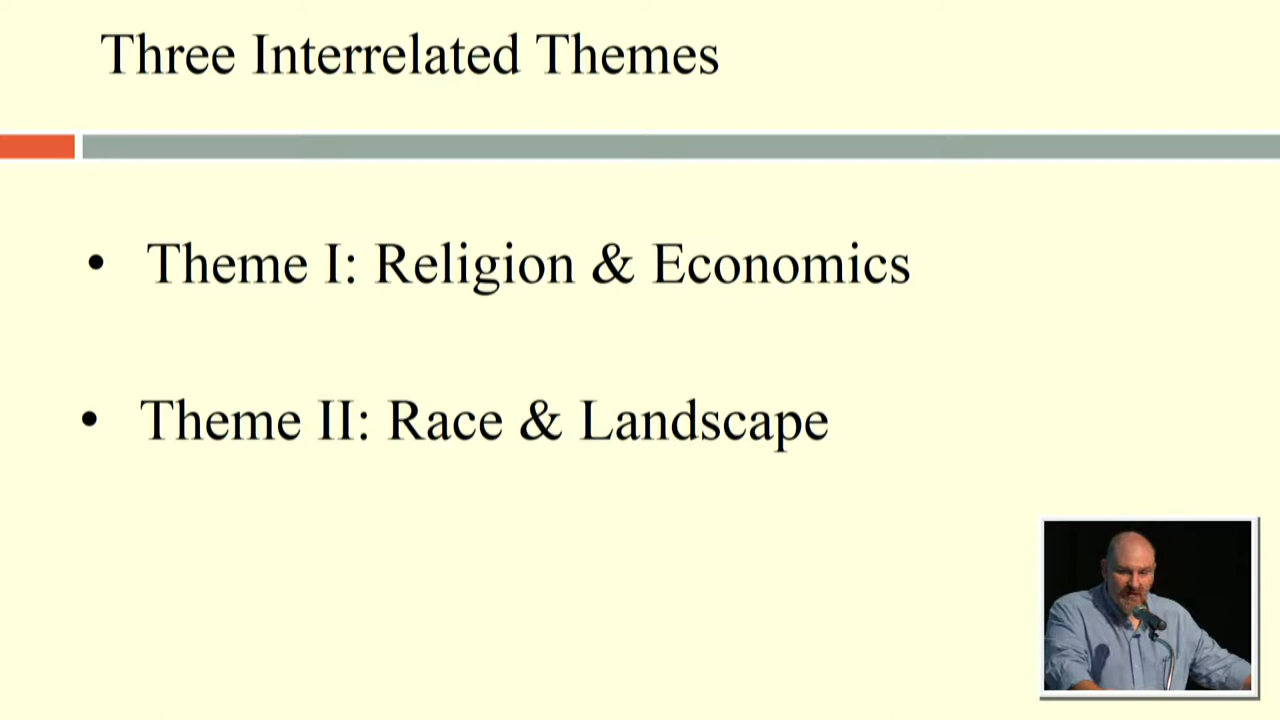 Three Interrelated Themes
• Theme I: Religion & Economics
• Theme II: Race & Landscape